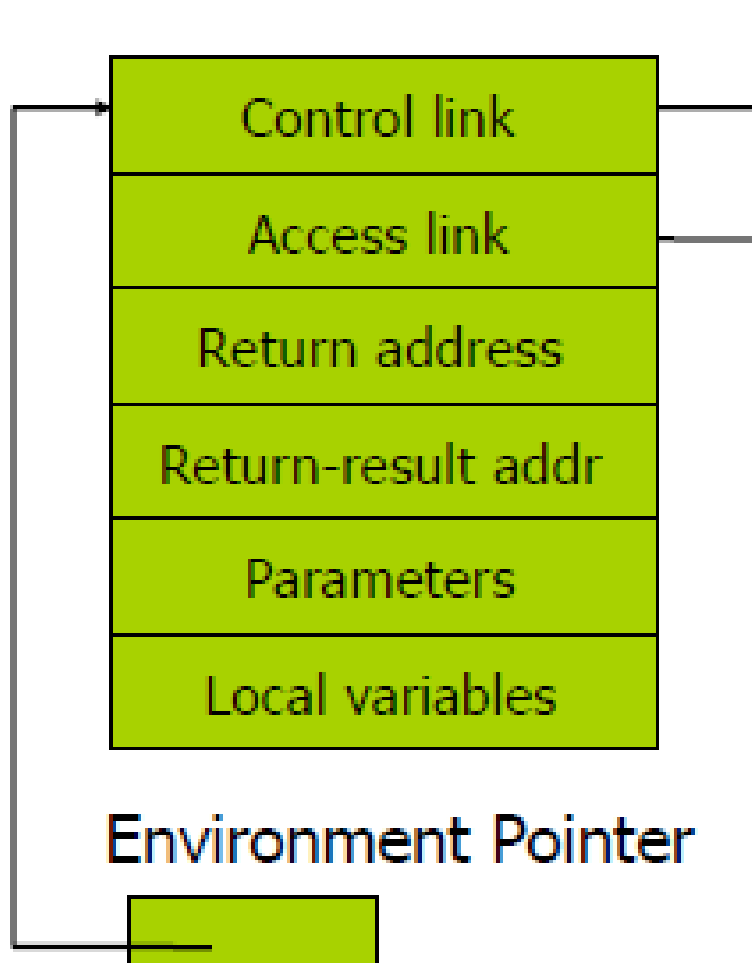 Control link
Access link
Return address
Return-result addr
Parameters
Local variables
Environment Pointer